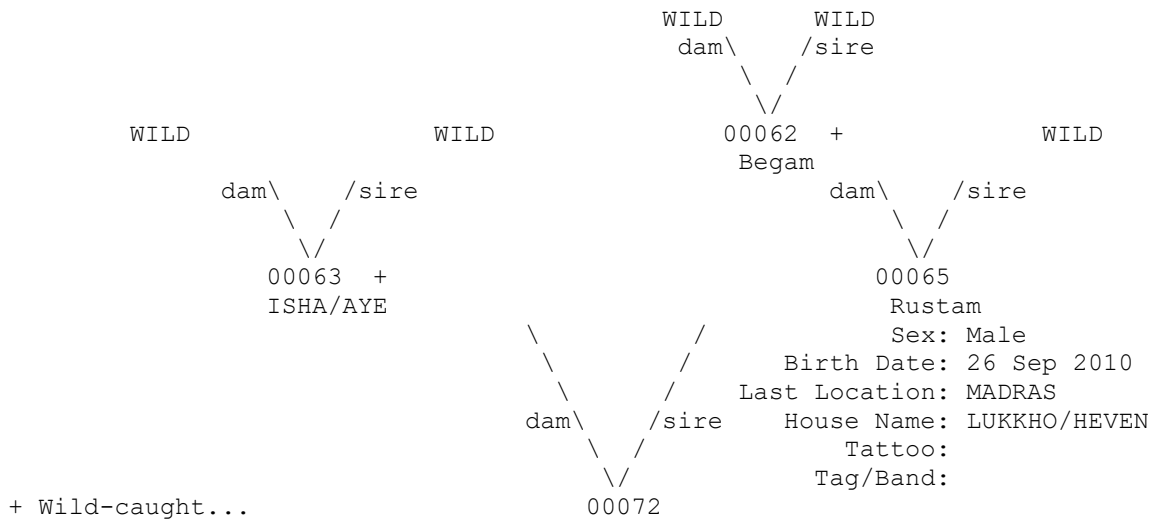 WILD WILD
dam\ /sire
\ /
\/
WILD WILD 00062 + WILD
Begam
dam\ /sire dam\ /sire
\ / \ /
\/ \/
00063 + 00065
ISHA/AYE Rustam
\ / Sex: Male
\ / Birth Date: 26 Sep 2010
\ / Last Location: MADRAS
dam\ /sire House Name: LUKKHO/HEVEN
\ / Tattoo:
\/ Tag/Band:
+ Wild-caught... 00072